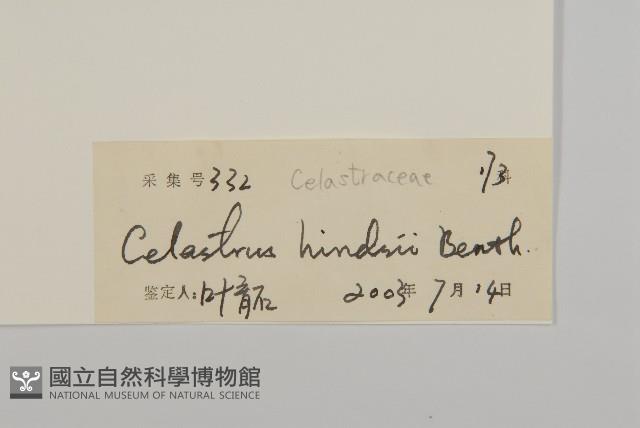 采集号 332 Celastraceae 173科
Celastrus hindsii Benth.
鉴定人: 叶 2003年 7月 14日
國立自然科學博物館
NATIONAL MUSEUM OF NATURAL SCIENCE